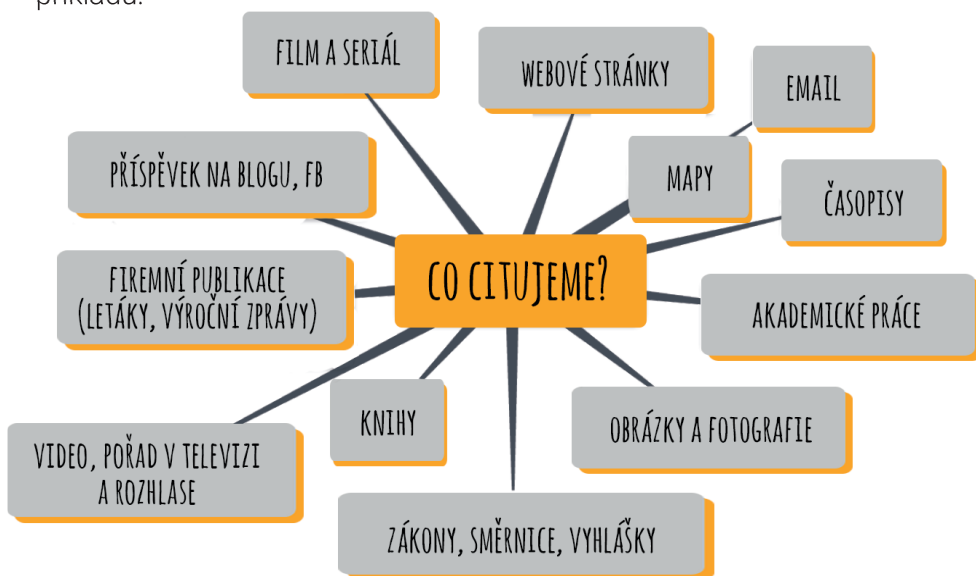 příkladů.
FILM A SERIÁL
WEBOVÉ STRÁNKY
EMAIL
PŘÍSPĚVEK NA BLOGU, FB
MAPY
ČASOPISY
FIREMNÍ PUBLIKACE
(LETÁKY, VÝROČNÍ ZPRÁVY)
CO CITUJEME?
AKADEMICKÉ PRÁCE
KNIHY
OBRÁZKY A FOTOGRAFIE
VIDEO, POŘAD V TELEVIZI
A ROZHLASE
ZÁKONY, SMĚRNICE, VYHLÁŠKY